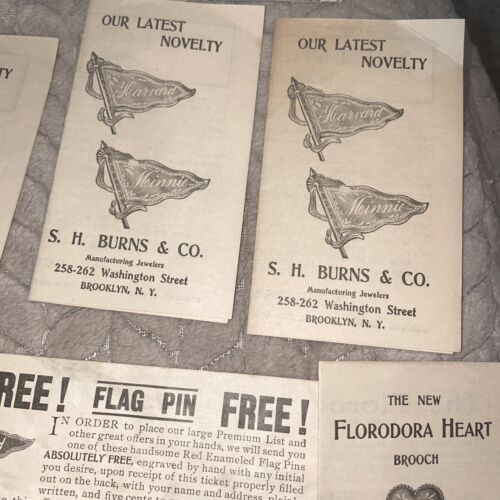 TY
OUR LATEST
NOVELTY
Harvard
Minnie
S. H. BURNS & CO.
Manufacturing Jewelers
258-262 Washington Street
BROOKLYN, N. Y.
OUR LATEST
NOVELTY
Harvard
Minnie
S. H. BURNS & CO.
Manufacturing Jewelers
258-262 Washington Street
BROOKLYN, N. Y.
REE! FLAG PIN FREE!
IN ORDER to place our large Premium List and
other great offers in your hands, we will send you
one of these handsome Red Enameled Flag Pins
ABSOLUTELY FREE, engraved by hand with any initial
you desire, upon receipt of this ticket properly filled
out on the back, with your name and address, plainly
written, and five cents to
THE NEW
FLORODORA HEART
BROOCH